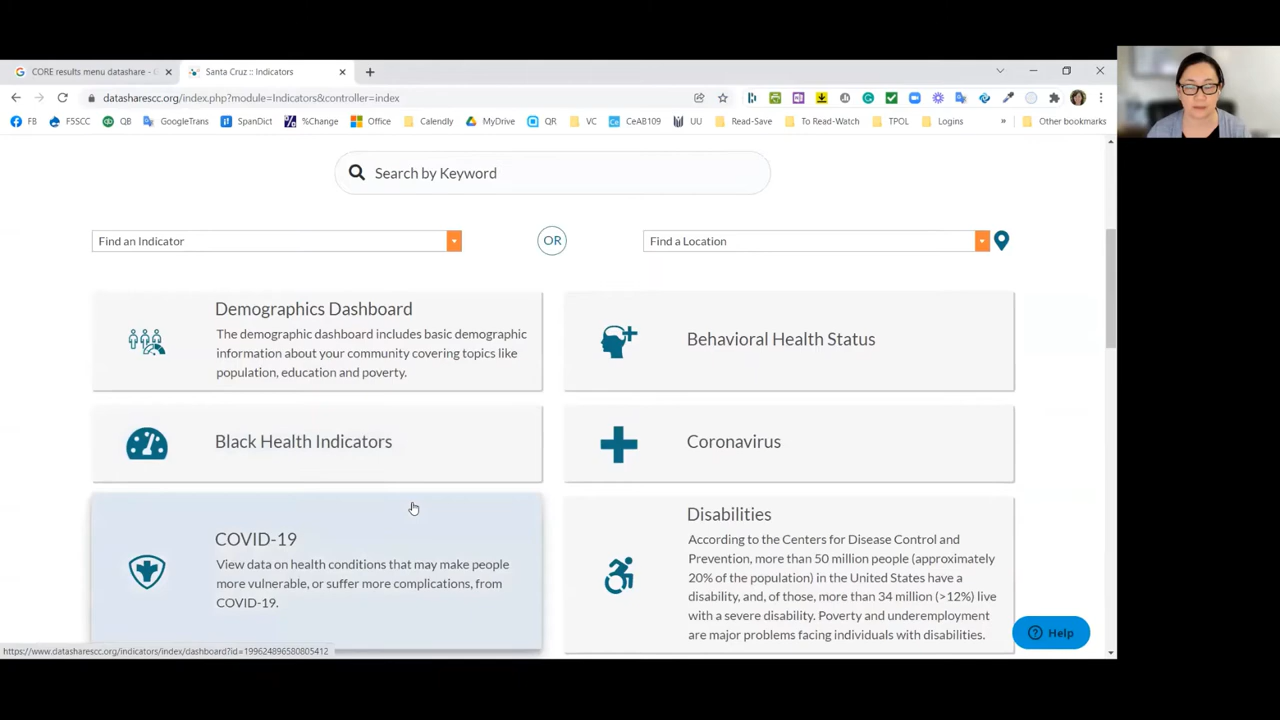 CORE results menu datashare -
Santa Cruz :: Indicators
datasharescc.org/index.php?module=Indicators&controller=index
FB F5SCC QB GoogleTrans SpanDict %Change Office Calendly MyDrive QR VC CeAB109 UU Read-Save To Read-Watch TPOL Logins » Other bookmarks
Search by Keyword
Find an Indicator
OR
Find a Location
Demographics Dashboard
The demographic dashboard includes basic demographic
information about your community covering topics like
population, education and poverty.
Behavioral Health Status
Black Health Indicators
Coronavirus
COVID-19
View data on health conditions that may make people
more vulnerable, or suffer more complications, from
COVID-19.
Disabilities
According to the Centers for Disease Control and
Prevention, more than 50 million people (approximately
20% of the population) in the United States have a
disability, and, of those, more than 34 million (>12%) live
with a severe disability. Poverty and underemployment
are major problems facing individuals with disabilities.
Help
https://www.datasharescc.org/indicators/index/dashboard?id=199624896580805412